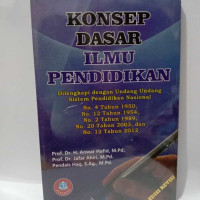 KONSEP
DASAR
ILMU
PENDIDIKAN
Dilengkapi dengan Undang-Undang
Sistem Pendidikan Nasional
No. 4 Tahun 1950,
No. 12 Tahun 1954,
No. 2 Tahun 1989,
No. 20 Tahun 2003, dan
No. 12 Tahun 2012
Prof. Dr. H. Anwar Hafid, M.Pd;
Prof. Dr. Jafar Ahiri, M.Pd.
Pendais Haq, S.Ag., M.Pd.
EDISI REVISI